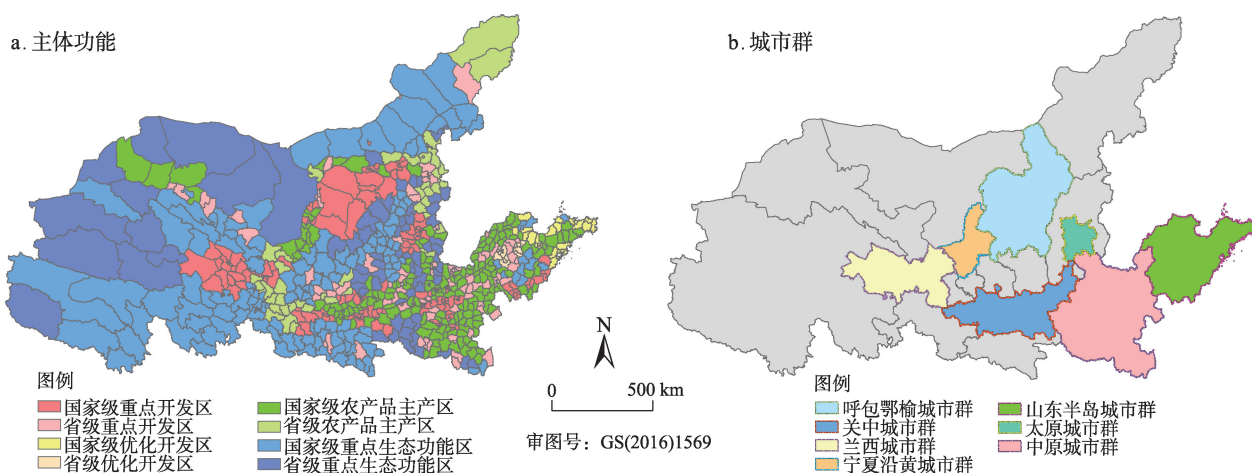 a. 主体功能
b. 城市群
N
0 500 km
审图号：GS(2016)1569
图例
国家级重点开发区
省级重点开发区
国家级优化开发区
省级优化开发区
国家级农产品主产区
省级农产品主产区
国家级重点生态功能区
省级重点生态功能区
图例
呼包鄂榆城市群
关中城市群
兰西城市群
宁夏沿黄城市群
山东半岛城市群
太原城市群
中原城市群